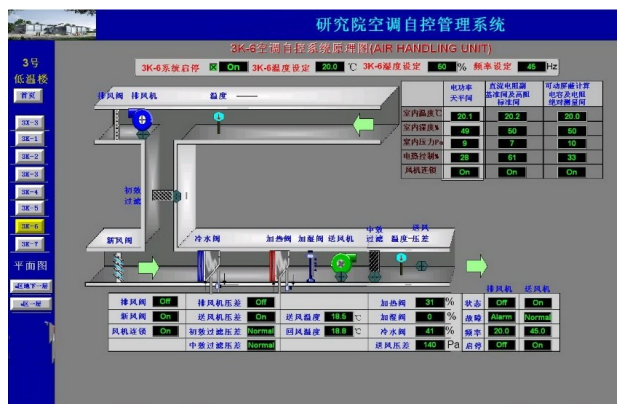 研究院空调自控管理系统
3K-6空调自控系统原理图(AIR HANDLING UNIT)
3K-6系统启停 On 3K-6温度设定 20.0 ℃ 3K-6湿度设定 50 % 频率设定 45 Hz
3号
低温楼
首页
3K-1
3K-2
3K-3
3K-4
3K-5
3K-6
3K-7
平面图
排风阀 排风机 温度
电功率天平间 直流电阻副基准间及高阻标准间 可动屏蔽计算电容及电阻绝对测量间
室内温度℃ 20.1 20.2 20.0
室内湿度% 49 50 50
室内压力Pa 9 7 10
电热控制% 28 61 33
风机连锁 On On On
初效过滤
新风阀 冷水阀 加热阀 加湿阀 送风机 中效过滤 温度 送风压差
排风机 送风机
排风阀 Off 排风机压差 Off 加热阀 31 % 状态 Off On
新风阀 On 送风机压差 On 送风温度 18.5 ℃ 加湿阀 0 % 故障 Alarm Normal
风机连锁 On 初效过滤压差 Normal 回风温度 18.8 ℃ 冷水阀 41 % 频率 20.0 45.0
中效过滤压差 Normal 送风压差 140 Pa 启停 Off On